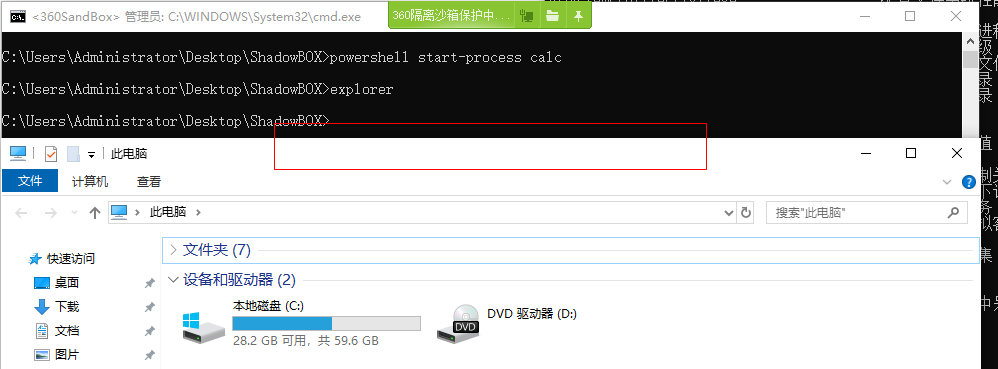 <360SandBox> 管理员: C:\WINDOWS\System32\cmd.exe
360隔离沙箱保护中...
C:\Users\Administrator\Desktop\ShadowBOX>powershell start-process calc
C:\Users\Administrator\Desktop\ShadowBOX>explorer
C:\Users\Administrator\Desktop\ShadowBOX>
此电脑
文件 计算机 查看
此电脑
搜索"此电脑"
快速访问
桌面
下载
文档
图片
文件夹 (7)
设备和驱动器 (2)
本地磁盘 (C:)
28.2 GB 可用，共 59.6 GB
DVD
DVD 驱动器 (D:)
进程
级
文件
录
录
值
务
集